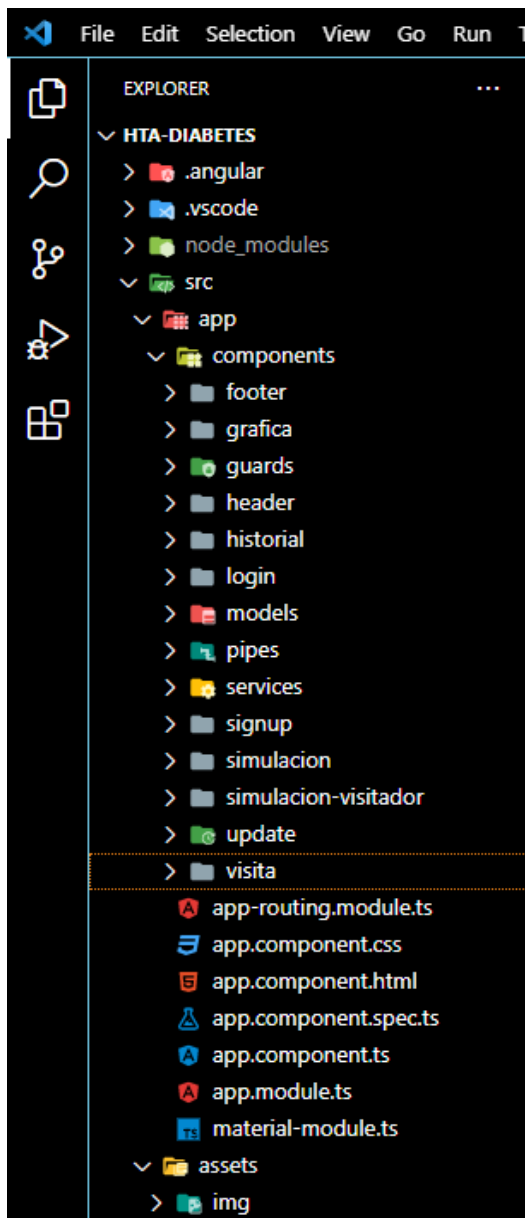 File Edit Selection View Go Run
EXPLORER ...
HTA-DIABETES
.angular
.vscode
node_modules
src
app
components
footer
grafica
guards
header
historial
login
models
pipes
services
signup
simulacion
simulacion-visitador
update
visita
app-routing.module.ts
app.component.css
app.component.html
app.component.spec.ts
app.component.ts
app.module.ts
TS material-module.ts
assets
img